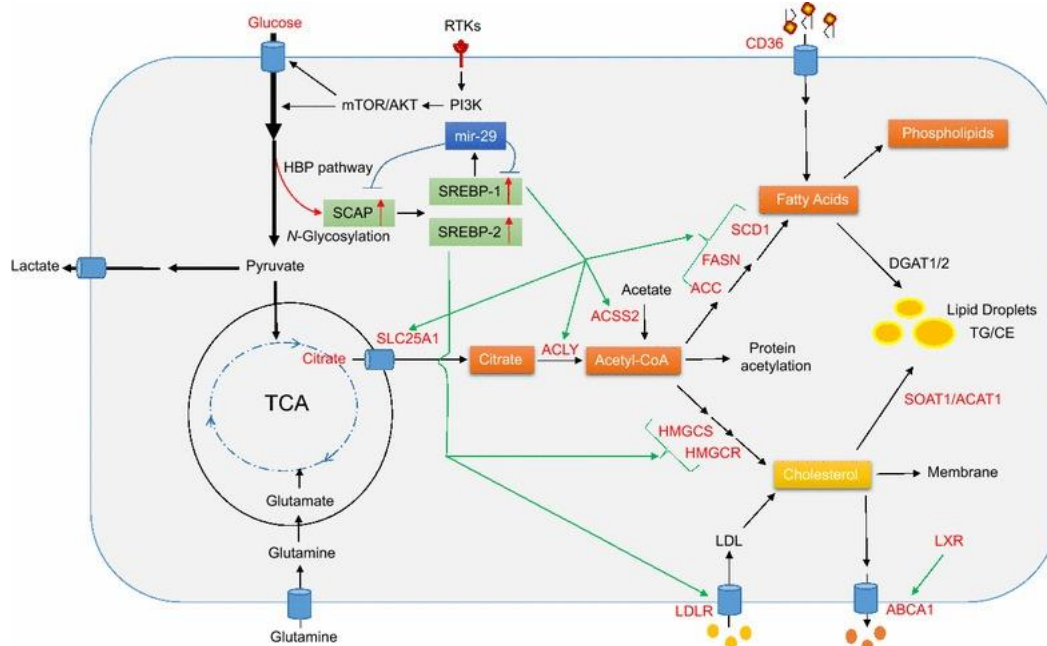 Glucose
RTKs
CD36
mTOR/AKT
PI3K
mir-29
Phospholipids
HBP pathway
SREBP-1
SCAP
Fatty Acids
SCD1
SREBP-2
N-Glycosylation
FASN
DGAT1/2
Lactate
Pyruvate
ACC
Acetate
Lipid Droplets
TG/CE
ACSS2
SLC25A1
Citrate
Citrate
ACLY
Acetyl-CoA
Protein
acetylation
TCA
SOAT1/ACAT1
HMGCS
HMGCR
Cholesterol
Membrane
Glutamate
LDL
LXR
Glutamine
LDLR
ABCA1
Glutamine